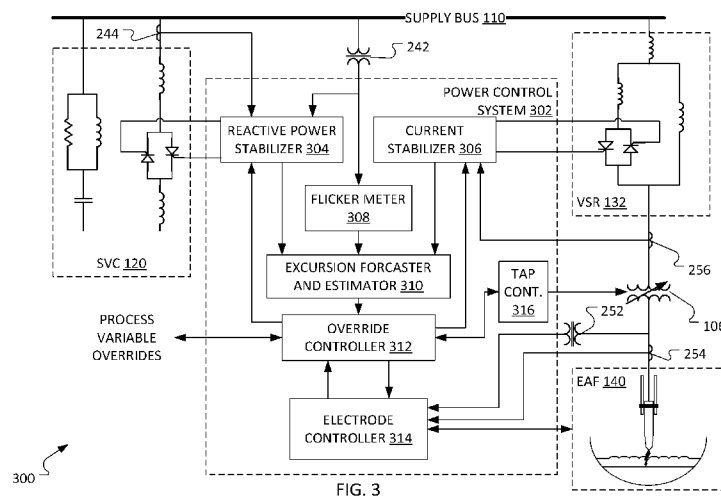 SUPPLY BUS 110
244
242
POWER CONTROL
SYSTEM 302
REACTIVE POWER
STABILIZER 304
CURRENT
STABILIZER 306
FLICKER METER
308
VSR 132
SVC 120
256
EXCURSION FORCASTER
AND ESTIMATOR 310
TAP
CONT.
316
252
106
PROCESS
VARIABLE
OVERRIDES
OVERRIDE
CONTROLLER 312
254
EAF 140
ELECTRODE
CONTROLLER 314
300
FIG. 3